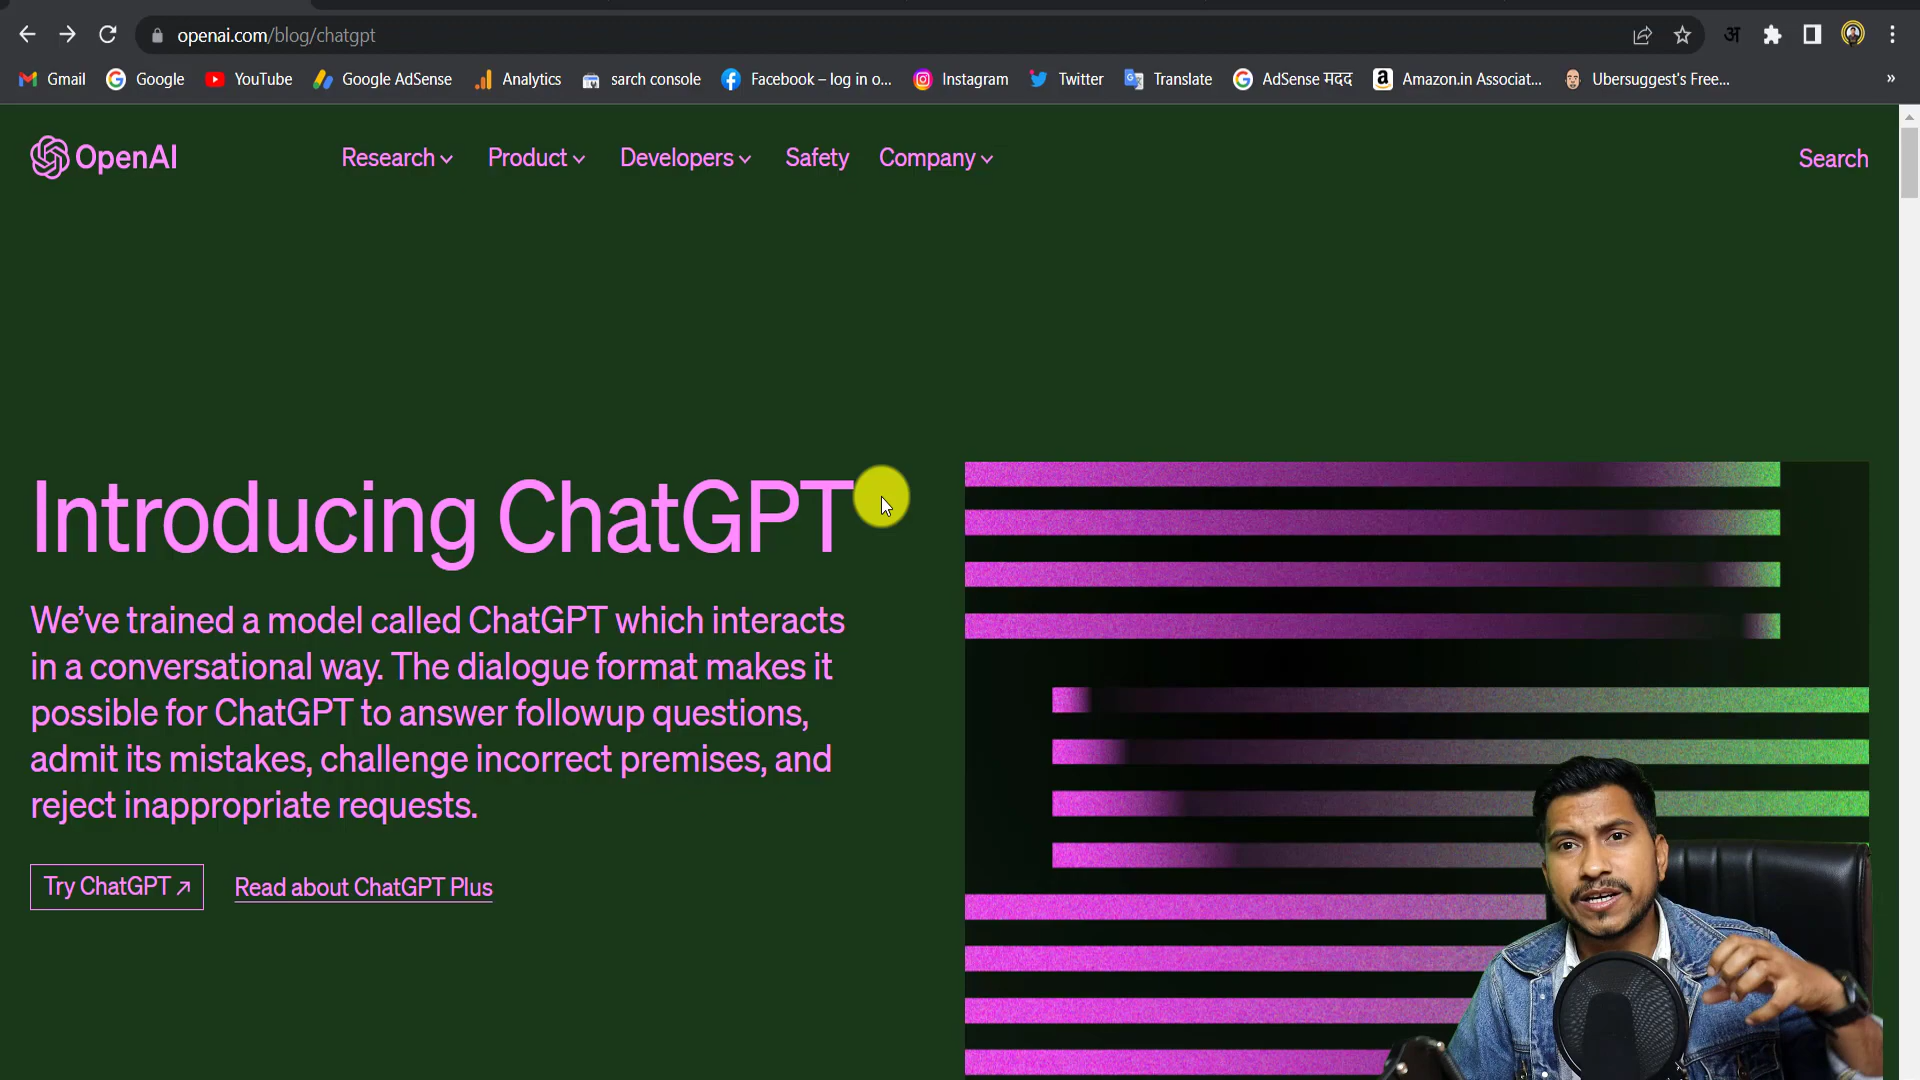 openai.com/blog/chatgpt
अ
Gmail
Google
YouTube
Google AdSense
Analytics
sarch console
Facebook – log in o...
Instagram
Twitter
Translate
AdSense मदद
Amazon.in Associat...
Ubersuggest's Free...
»
OpenAI
Research
Product
Developers
Safety
Company
Search
Introducing ChatGPT
We've trained a model called ChatGPT which interacts
in a conversational way. The dialogue format makes it
possible for ChatGPT to answer followup questions,
admit its mistakes, challenge incorrect premises, and
reject inappropriate requests.
Try ChatGPT ↗
Read about ChatGPT Plus